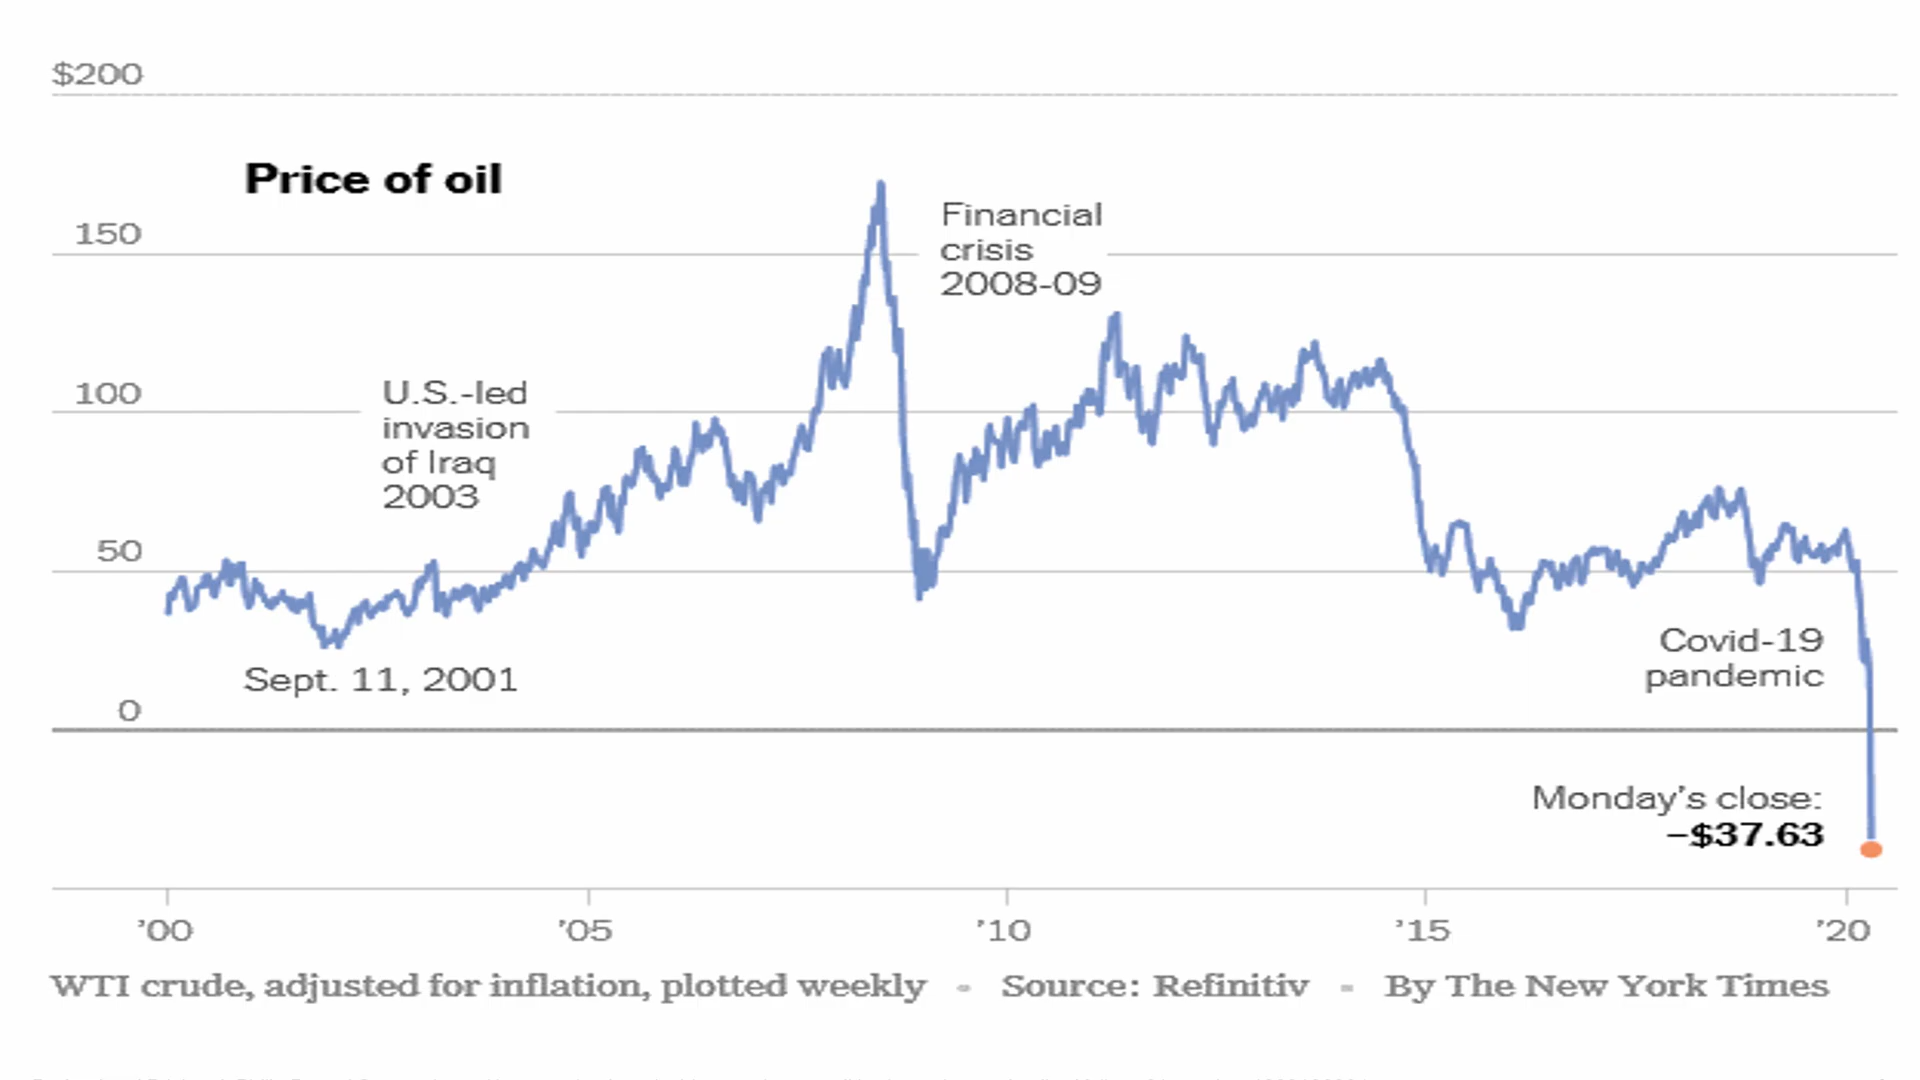 $200
Price of oil
150
Financial
crisis
2008-09
100
U.S.-led
invasion
of Iraq
2003
50
Sept. 11, 2001
Covid-19
pandemic
0
Monday’s close:
–$37.63
’00 ’05 ’10 ’15 ’20
WTI crude, adjusted for inflation, plotted weekly • Source: Refinitiv • By The New York Times